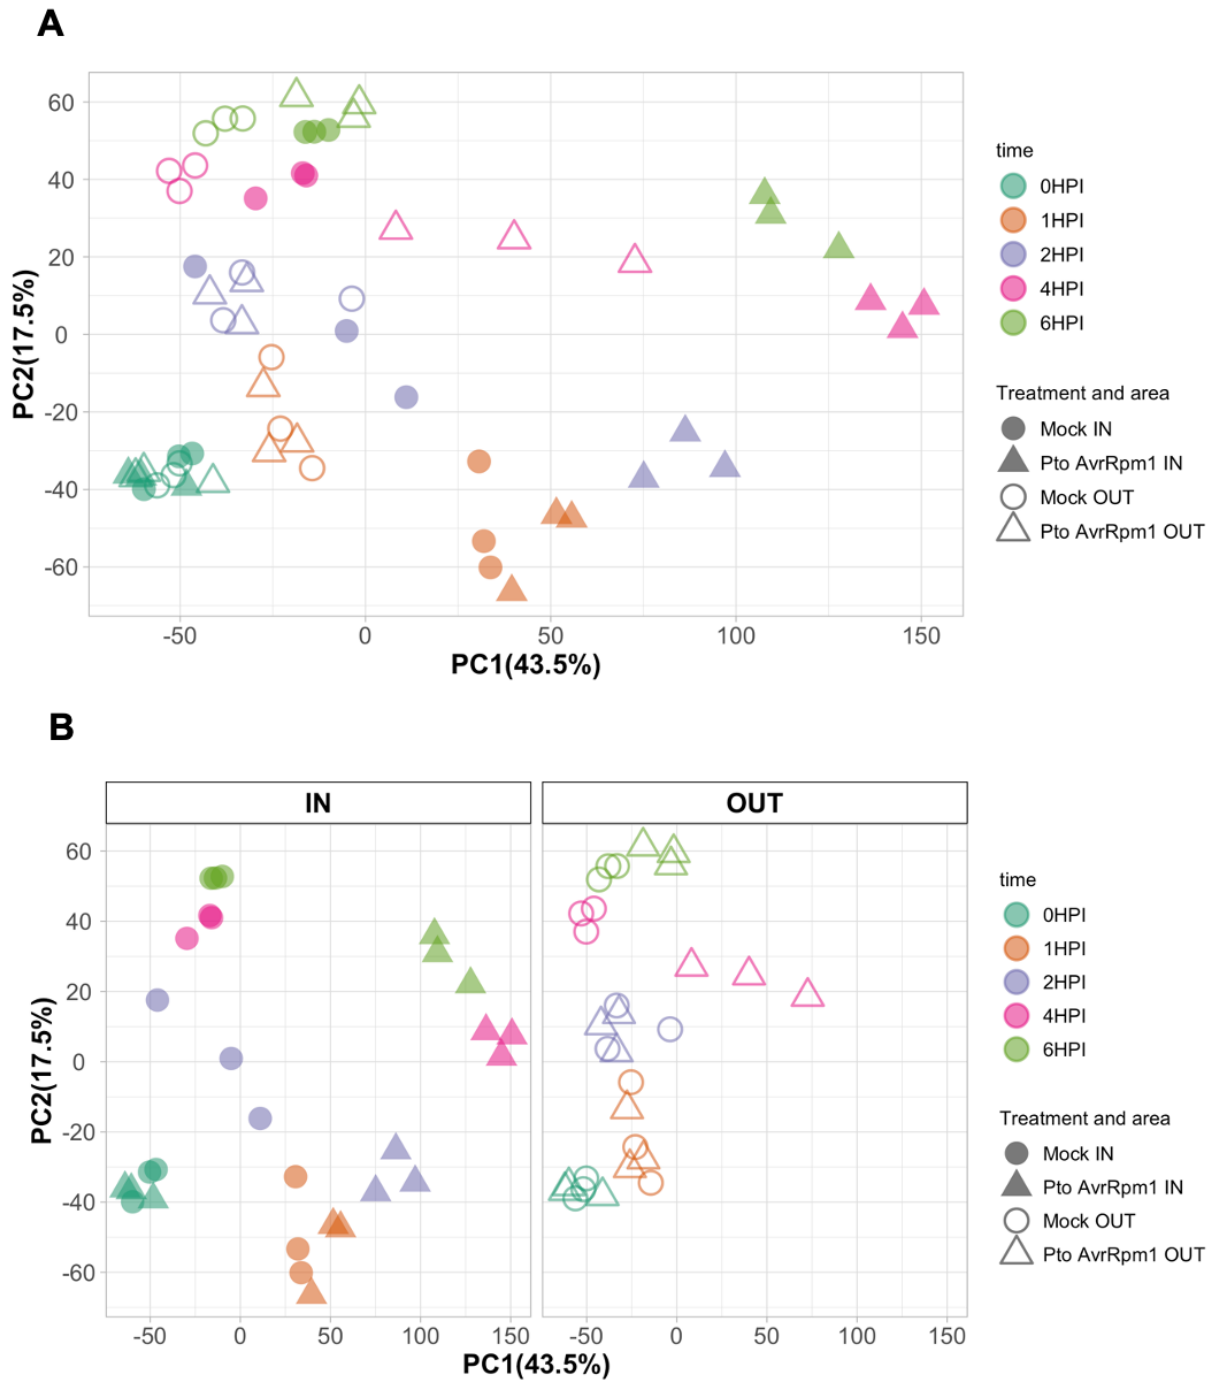 A
60
40
20
0
-20
-40
-60
PC2(17.5%)
-50 0 50 100 150
PC1(43.5%)
time
0HPI
1HPI
2HPI
4HPI
6HPI
Treatment and area
Mock IN
Pto AvrRpm1 IN
Mock OUT
Pto AvrRpm1 OUT
B
IN OUT
60
40
20
0
-20
-40
-60
PC2(17.5%)
-50 0 50 100 150 -50 0 50 100 150
PC1(43.5%)
time
0HPI
1HPI
2HPI
4HPI
6HPI
Treatment and area
Mock IN
Pto AvrRpm1 IN
Mock OUT
Pto AvrRpm1 OUT